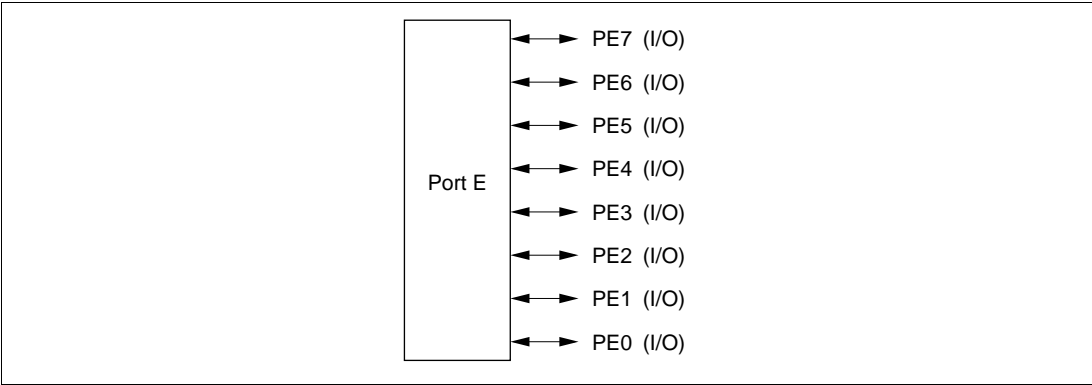 PE7 (I/O)
PE6 (I/O)
PE5 (I/O)
PE4 (I/O)
Port E
PE3 (I/O)
PE2 (I/O)
PE1 (I/O)
PE0 (I/O)